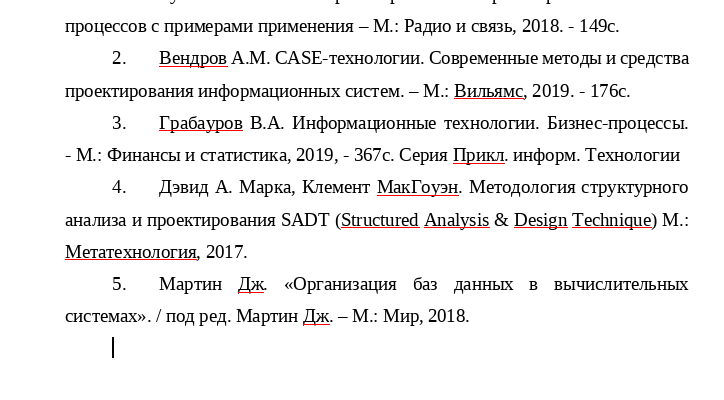 процессов с примерами применения – М.: Радио и связь, 2018. - 149с.
2. Вендров А.М. CASE-технологии. Современные методы и средства
проектирования информационных систем. – М.: Вильямс, 2019. - 176с.
3. Грабауров В.А. Информационные технологии. Бизнес-процессы.
- М.: Финансы и статистика, 2019, - 367с. Серия Прикл. информ. Технологии
4. Дэвид А. Марка, Клемент МакГоуэн. Методология структурного
анализа и проектирования SADT (Structured Analysis & Design Technique) М.:
Метатехнология, 2017.
5. Мартин Дж. «Организация баз данных в вычислительных
системах». / под ред. Мартин Дж. – М.: Мир, 2018.